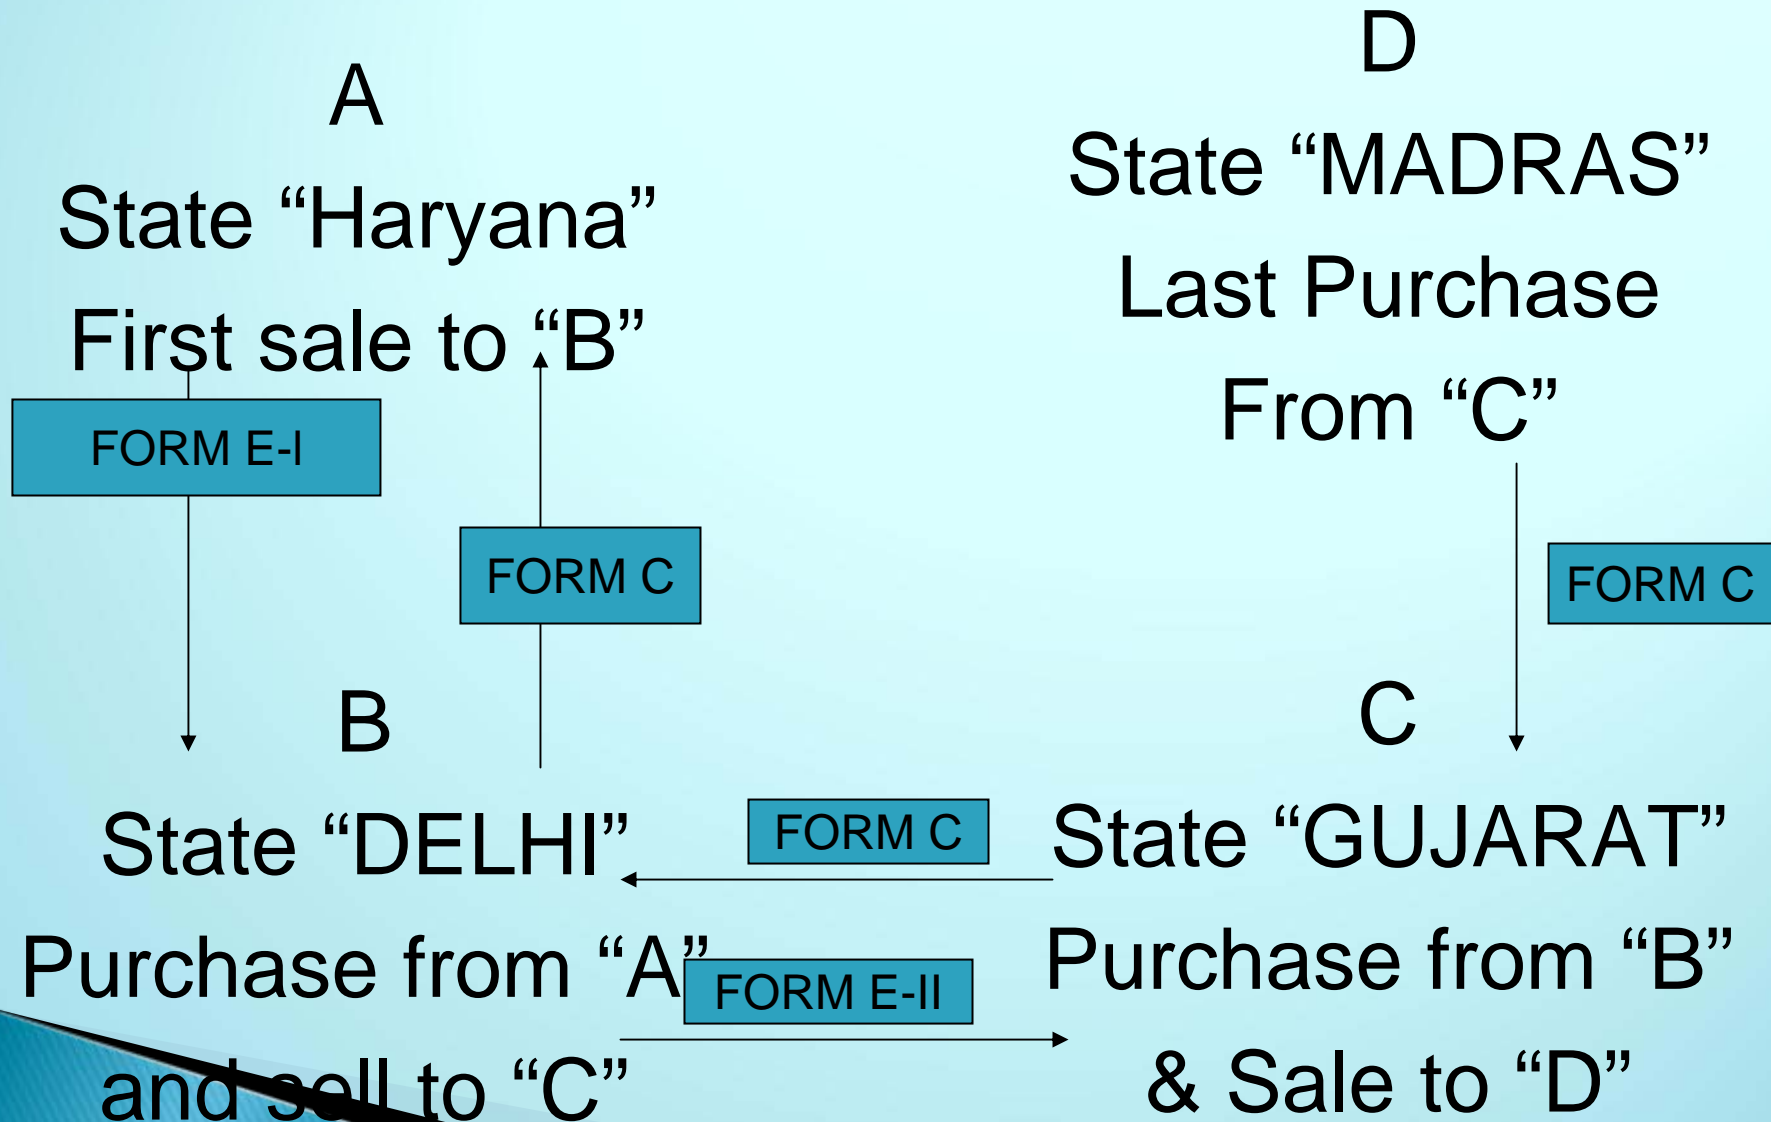 A
State “Haryana”
First sale to “B”
FORM E-I
FORM C
B
State “DELHI”
Purchase from “A”
and sell to “C”
FORM C
FORM E-II
D
State “MADRAS”
Last Purchase
From “C”
FORM C
C
State “GUJARAT”
Purchase from “B”
& Sale to “D”